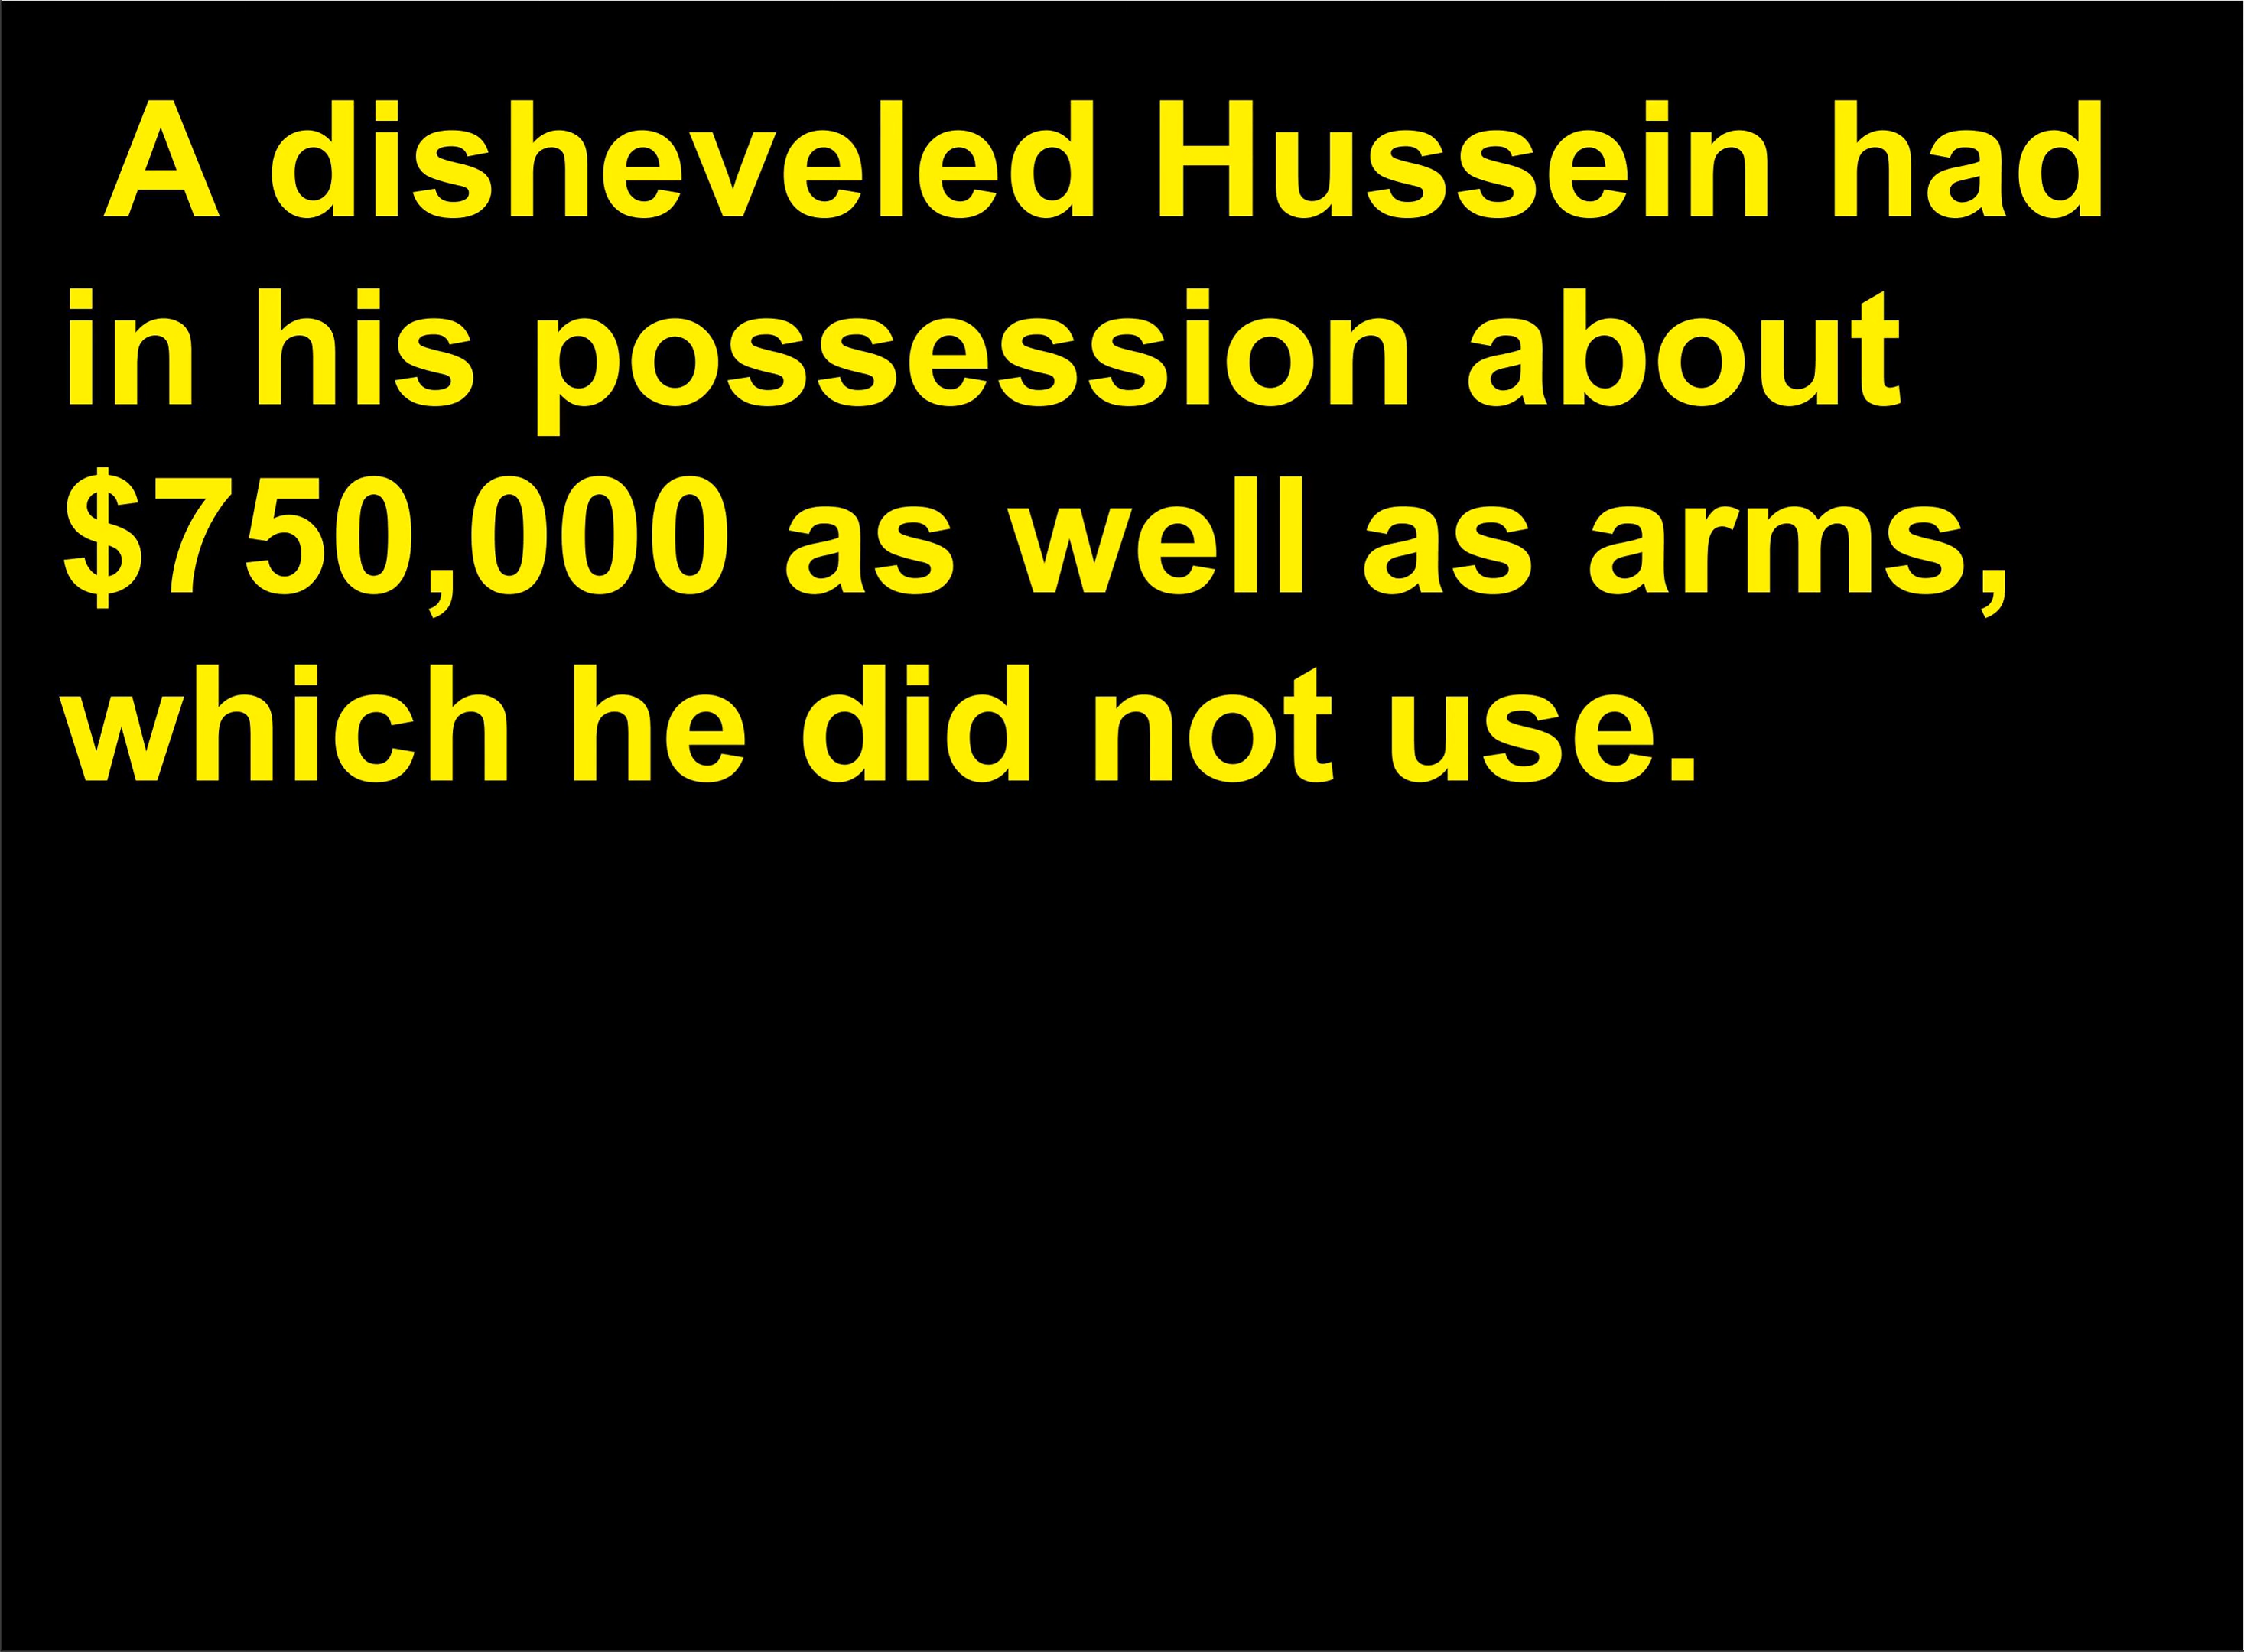 A disheveled Hussein had
in his possession about
$750,000 as well as arms,
which he did not use.